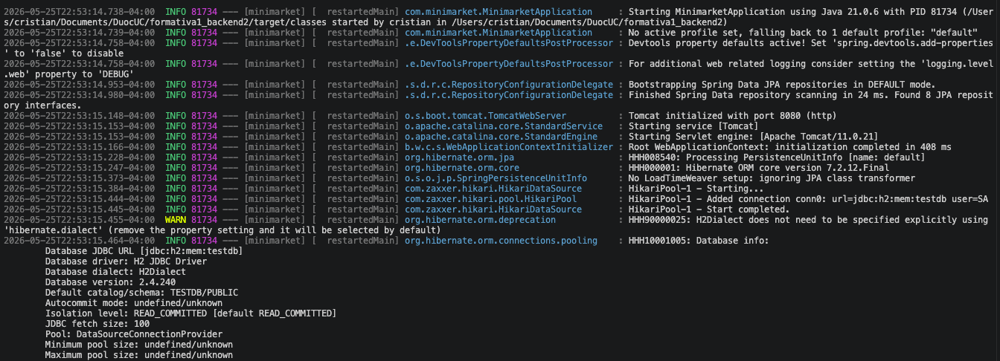 2026-05-25T22:53:14.738-04:00  INFO 81734 --- [minimarket] [  restartedMain] com.minimarket.MinimarketApplication     : Starting MinimarketApplication using Java 21.0.6 with PID 81734 (/User
s/cristian/Documents/DuocUC/formativa1_backend2/target/classes started by cristian in /Users/cristian/Documents/DuocUC/formativa1_backend2)
2026-05-25T22:53:14.739-04:00  INFO 81734 --- [minimarket] [  restartedMain] com.minimarket.MinimarketApplication     : No active profile set, falling back to 1 default profile: "default"
2026-05-25T22:53:14.758-04:00  INFO 81734 --- [minimarket] [  restartedMain] .e.DevToolsPropertyDefaultsPostProcessor : Devtools property defaults active! Set 'spring.devtools.add-properties
' to 'false' to disable
2026-05-25T22:53:14.758-04:00  INFO 81734 --- [minimarket] [  restartedMain] .e.DevToolsPropertyDefaultsPostProcessor : For additional web related logging consider setting the 'logging.level
.web' property to 'DEBUG'
2026-05-25T22:53:14.953-04:00  INFO 81734 --- [minimarket] [  restartedMain] .s.d.r.c.RepositoryConfigurationDelegate : Bootstrapping Spring Data JPA repositories in DEFAULT mode.
2026-05-25T22:53:14.980-04:00  INFO 81734 --- [minimarket] [  restartedMain] .s.d.r.c.RepositoryConfigurationDelegate : Finished Spring Data repository scanning in 24 ms. Found 8 JPA reposit
ory interfaces.
2026-05-25T22:53:15.148-04:00  INFO 81734 --- [minimarket] [  restartedMain] o.s.boot.tomcat.TomcatWebServer          : Tomcat initialized with port 8080 (http)
2026-05-25T22:53:15.153-04:00  INFO 81734 --- [minimarket] [  restartedMain] o.apache.catalina.core.StandardService   : Starting service [Tomcat]
2026-05-25T22:53:15.153-04:00  INFO 81734 --- [minimarket] [  restartedMain] o.apache.catalina.core.StandardEngine    : Starting Servlet engine: [Apache Tomcat/11.0.21]
2026-05-25T22:53:15.166-04:00  INFO 81734 --- [minimarket] [  restartedMain] b.w.c.s.WebApplicationContextInitializer : Root WebApplicationContext: initialization completed in 408 ms
2026-05-25T22:53:15.228-04:00  INFO 81734 --- [minimarket] [  restartedMain] org.hibernate.orm.jpa                    : HHH008540: Processing PersistenceUnitInfo [name: default]
2026-05-25T22:53:15.247-04:00  INFO 81734 --- [minimarket] [  restartedMain] org.hibernate.orm.core                   : HHH000001: Hibernate ORM core version 7.2.12.Final
2026-05-25T22:53:15.373-04:00  INFO 81734 --- [minimarket] [  restartedMain] o.s.o.j.p.SpringPersistenceUnitInfo      : No LoadTimeWeaver setup: ignoring JPA class transformer
2026-05-25T22:53:15.384-04:00  INFO 81734 --- [minimarket] [  restartedMain] com.zaxxer.hikari.HikariDataSource       : HikariPool-1 - Starting...
2026-05-25T22:53:15.444-04:00  INFO 81734 --- [minimarket] [  restartedMain] com.zaxxer.hikari.pool.HikariPool        : HikariPool-1 - Added connection conn0: url=jdbc:h2:mem:testdb user=SA
2026-05-25T22:53:15.445-04:00  INFO 81734 --- [minimarket] [  restartedMain] com.zaxxer.hikari.HikariDataSource       : HikariPool-1 - Start completed.
2026-05-25T22:53:15.455-04:00  WARN 81734 --- [minimarket] [  restartedMain] org.hibernate.orm.deprecation            : HHH90000025: H2Dialect does not need to be specified explicitly using
'hibernate.dialect' (remove the property setting and it will be selected by default)
2026-05-25T22:53:15.464-04:00  INFO 81734 --- [minimarket] [  restartedMain] org.hibernate.orm.connections.pooling    : HHH10001005: Database info:
Database JDBC URL [jdbc:h2:mem:testdb]
Database driver: H2 JDBC Driver
Database dialect: H2Dialect
Database version: 2.4.240
Default catalog/schema: TESTDB/PUBLIC
Autocommit mode: undefined/unknown
Isolation level: READ_COMMITTED [default READ_COMMITTED]
JDBC fetch size: 100
Pool: DataSourceConnectionProvider
Minimum pool size: undefined/unknown
Maximum pool size: undefined/unknown